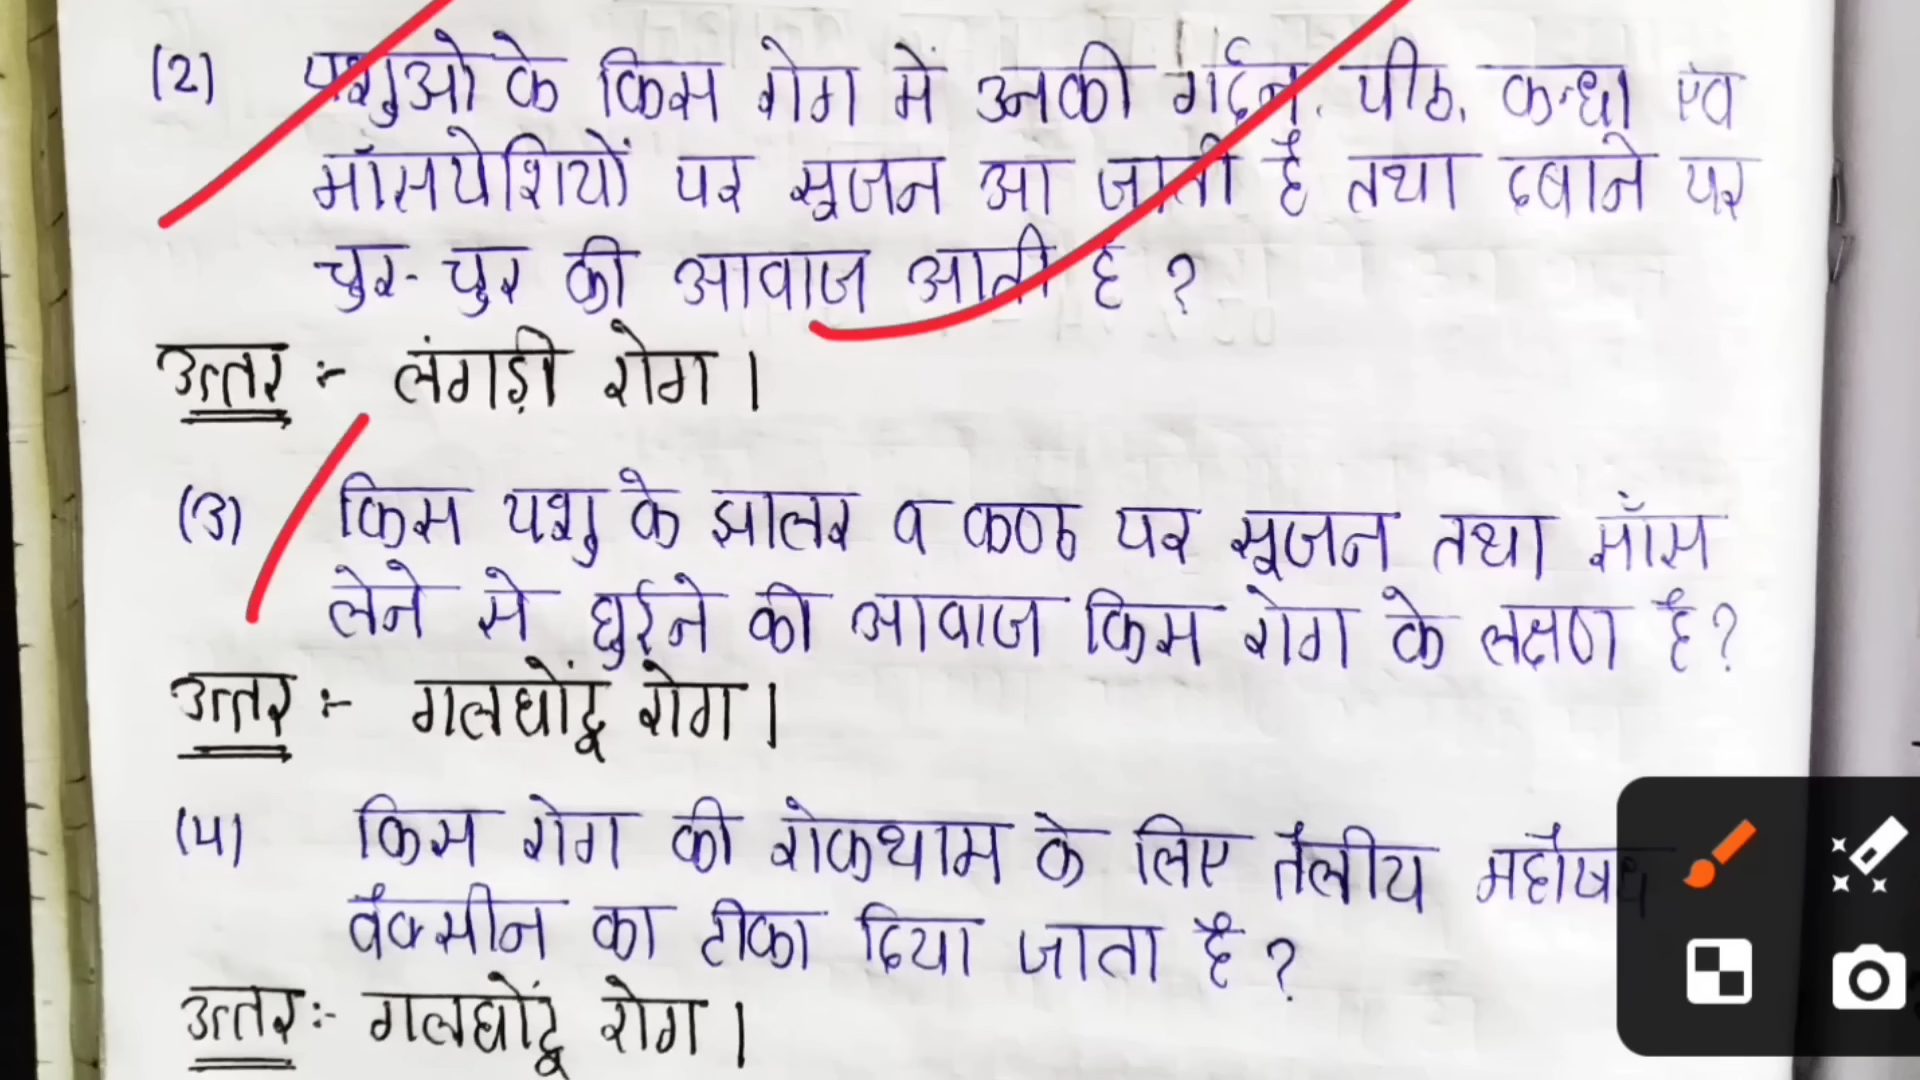 (2) पशुओ के किस रोग में उनकी गर्दन, पीठ, कन्धा एंव
माँसपेशियों पर सूजन आ जाती है तथा दबाने पर
चुर-चुर की आवाज आती है ?
उत्तर :- लंगड़ी रोग ।
(3) किस पशु के झालर व कण्ठ पर सूजन तथा साँस
लेने से घुर्रने की आवाज किस रोग के लक्षण है ?
उत्तर :- गलघोंटू रोग ।
(4) किस रोग की रोकथाम के लिए तैलीय महौषध
वैक्सीन का टीका दिया जाता है ?
उत्तर :- गलघोंटू रोग ।